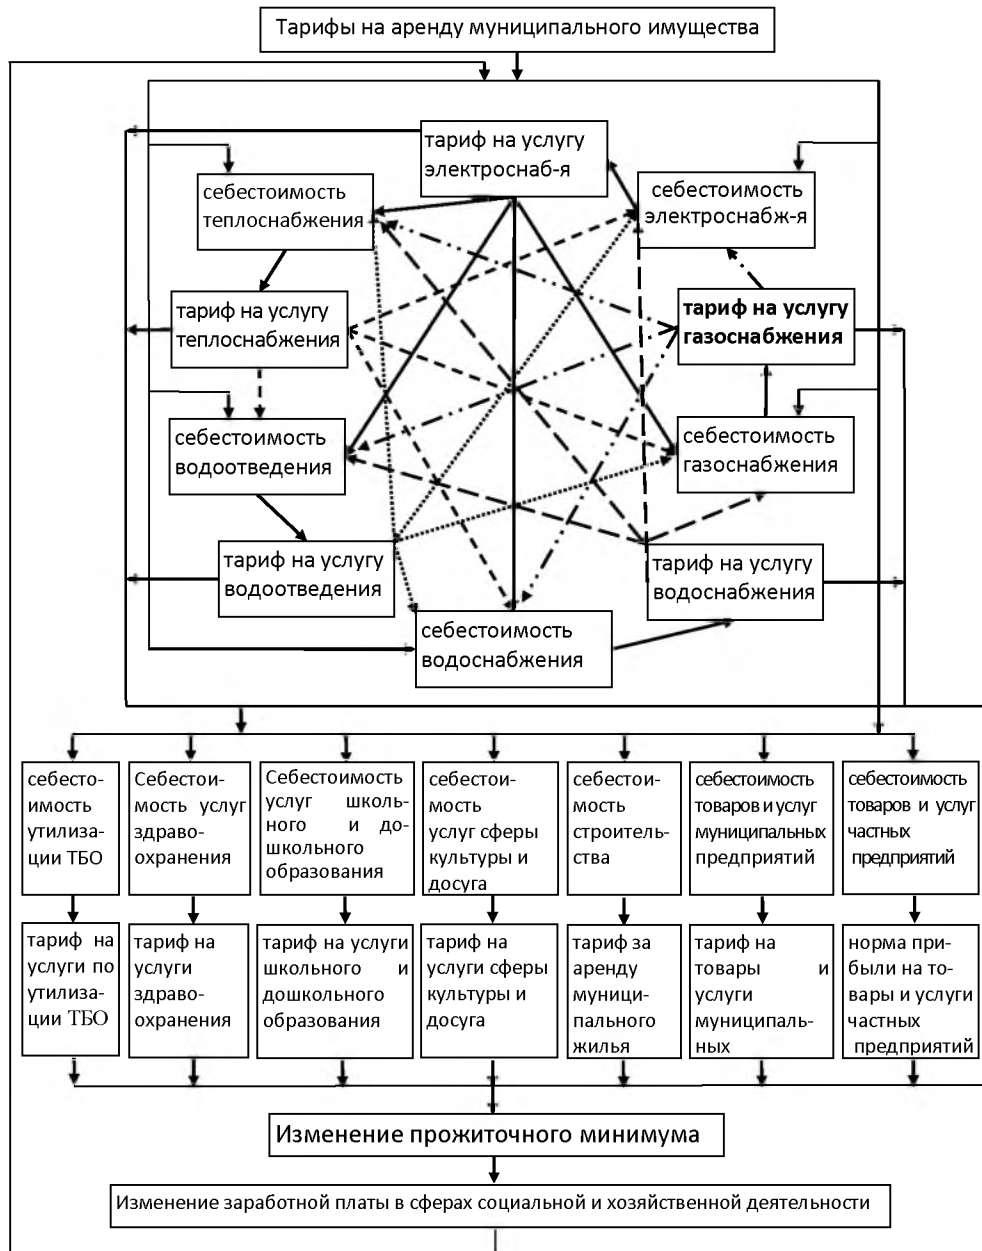 Тарифы на аренду муниципального имущества
тариф на услугу
электроснаб-я
себестоимость
теплоснабжения
себестоимость
электроснабж-я
тариф на услугу
теплоснабжения
тариф на услугу
газоснабжения
себестоимость
водоотведения
себестоимость
газоснабжения
тариф на услугу
водоотведения
тариф на услугу
водоснабжения
себестоимость
водоснабжения
себесто-
имость
утилиза-
ции ТБО
Себестои-
мость услуг
здраво-
охранения
Себестоимость
услуг школь-
ного и до-
школьного
образования
себестои-
мость
услуг сферы
культуры и
досуга
себестои-
мость
строитель-
ства
себестоимость
товаров и услуг
муниципальных
предприятий
себестоимость
товаров и услуг
частных
предприятий
тариф на
услуги по
утилиза-
ции ТБО
тариф на
услуги
здраво-
охранения
тариф на услуги
школьного и
дошкольного
образования
тариф на
услуги сферы
культуры и
досуга
тариф за
аренду
муници-
пального
жилья
тариф на
товары и
услуги
муниципаль-
ных
норма при-
были на то-
вары и услуги
частных
предприятий
Изменение прожиточного минимума
Изменение заработной платы в сферах социальной и хозяйственной деятельности